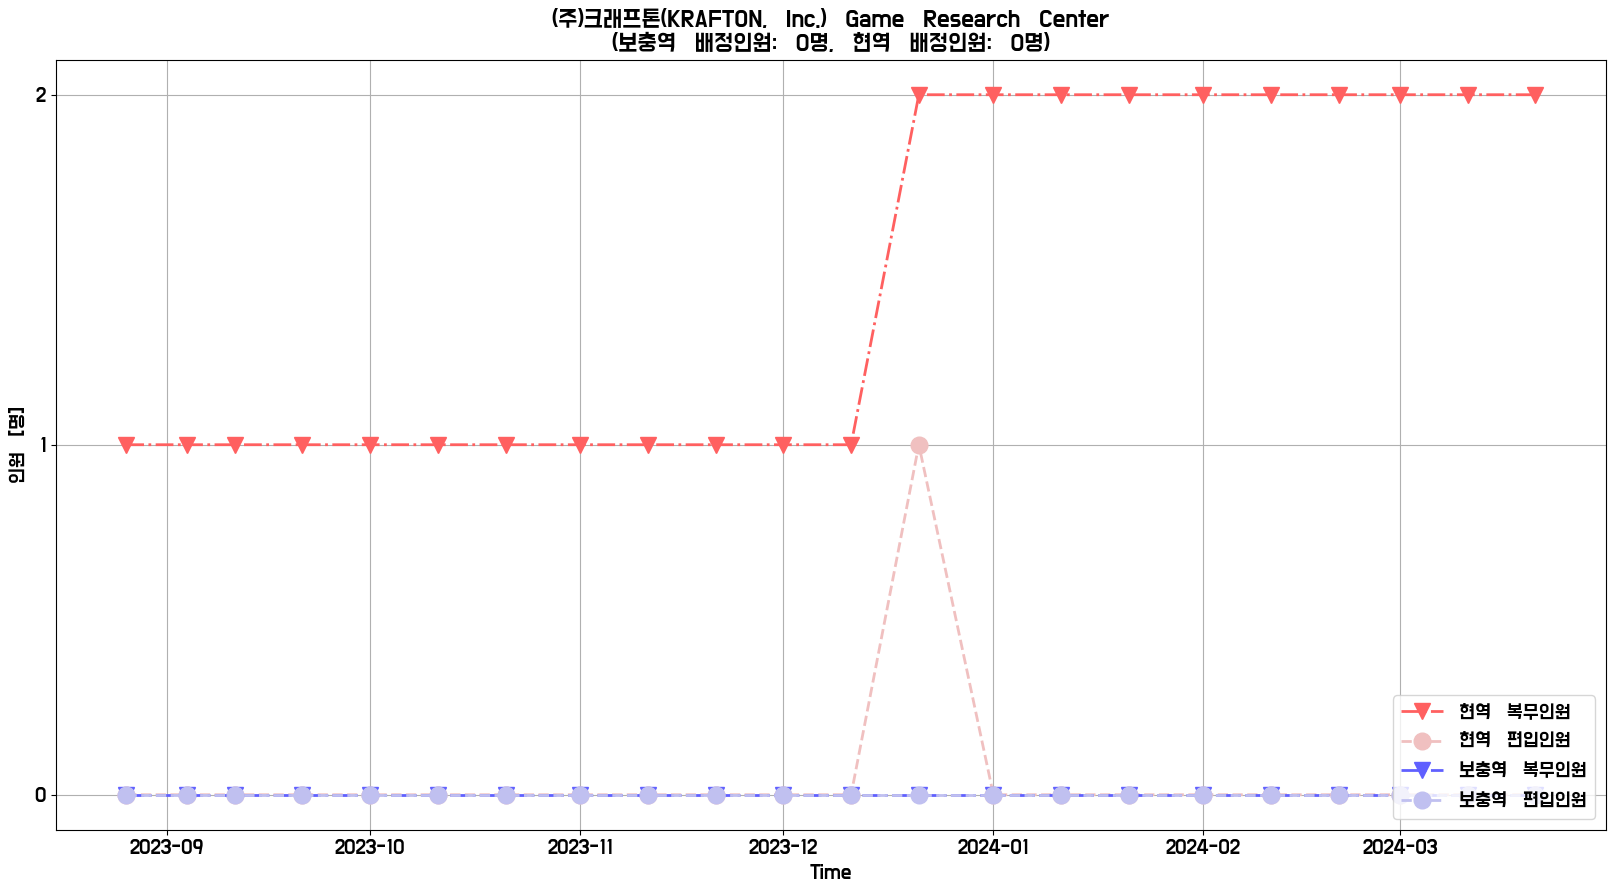 (주)크래프톤(KRAFTON, Inc.) Game Research Center
(보충역 배정인원: 0명, 현역 배정인원: 0명)
2
1
0
인원 [명]
현역 복무인원
현역 편입인원
보충역 복무인원
보충역 편입인원
2023-09 2023-10 2023-11 2023-12 2024-01 2024-02 2024-03
Time